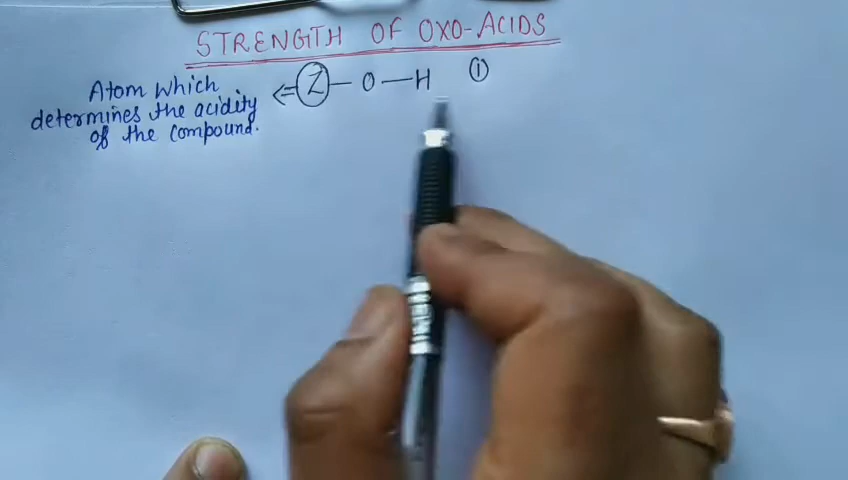 STRENGTH OF OXO-ACIDS
Atom which
determines the acidity
of the compound.
⇐ Z — O — H ①